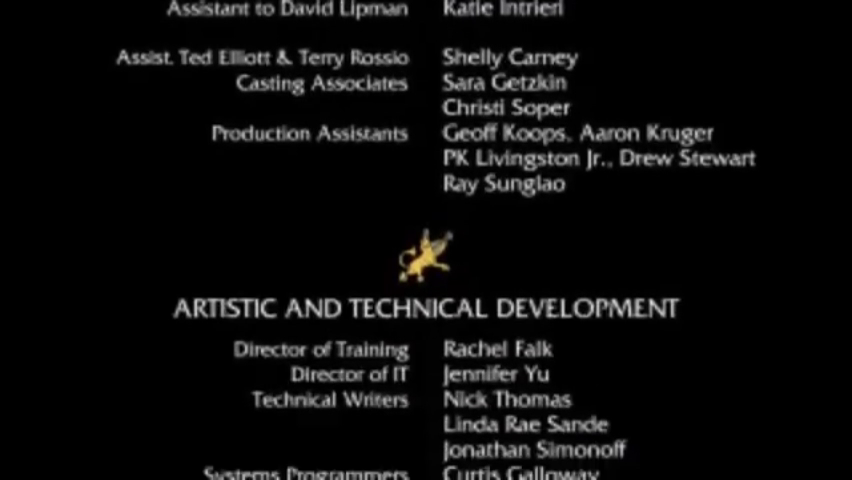 Assistant to David Lipman Katie Intrieri
Assist. Ted Elliott & Terry Rossio Shelly Carney
Casting Associates Sara Getzkin
Christi Soper
Production Assistants Geoff Koops, Aaron Kruger
PK Livingston Jr., Drew Stewart
Ray Sunglao
ARTISTIC AND TECHNICAL DEVELOPMENT
Director of Training Rachel Falk
Director of IT Jennifer Yu
Technical Writers Nick Thomas
Linda Rae Sande
Jonathan Simonoff
Systems Programmers Curtis Galloway